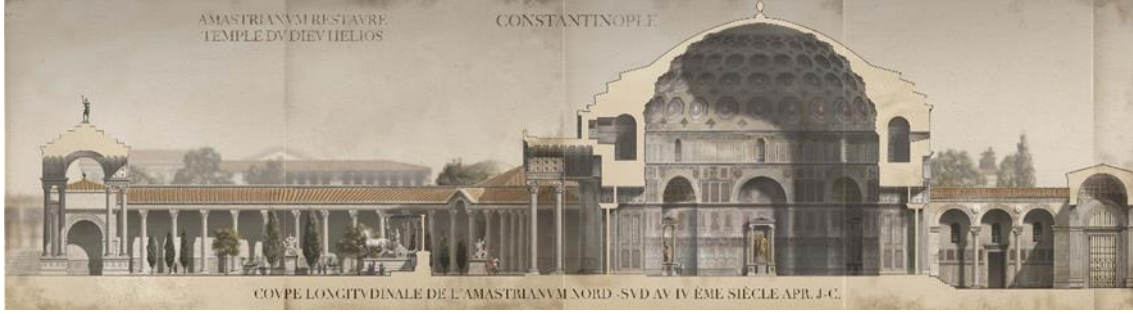 AMASTRIANVM RESTAVRE
TEMPLE DV DIEV HELIOS
CONSTANTINOPLE
COVPE LONGITVDINALE DE L'AMASTRIANVM NORD -SVD AV IV ÈME SIÈCLE APR. J-C.